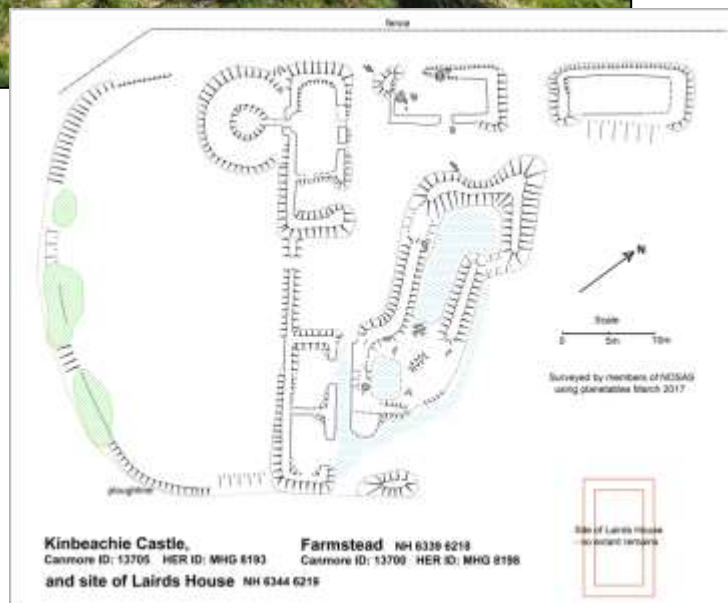 fence
N
Scale
0 5m 10m
Surveyed by members of NOSAS
using planetables March 2017
ploughline
Site of Lairds House
- no extant remains
Kinbeachie Castle,
Canmore ID: 13705 HER ID: MHG 8193
and site of Lairds House NH 6344 6219
Farmstead NH 6339 6218
Canmore ID: 13700 HER ID: MHG 8198